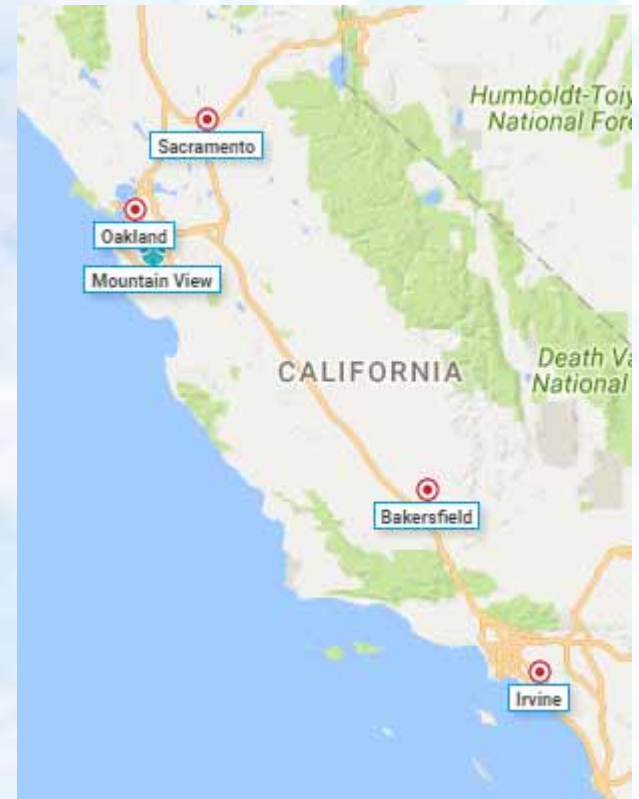 Humboldt-Toiy
National Fore
Sacramento
Oakland
Mountain View
CALIFORNIA
Death Va
National
Bakersfield
Irvine